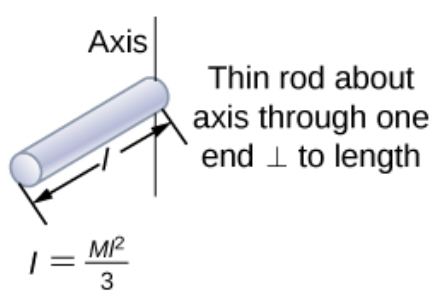 Axis
Thin rod about
axis through one
end ⊥ to length
l
I = Ml²/3